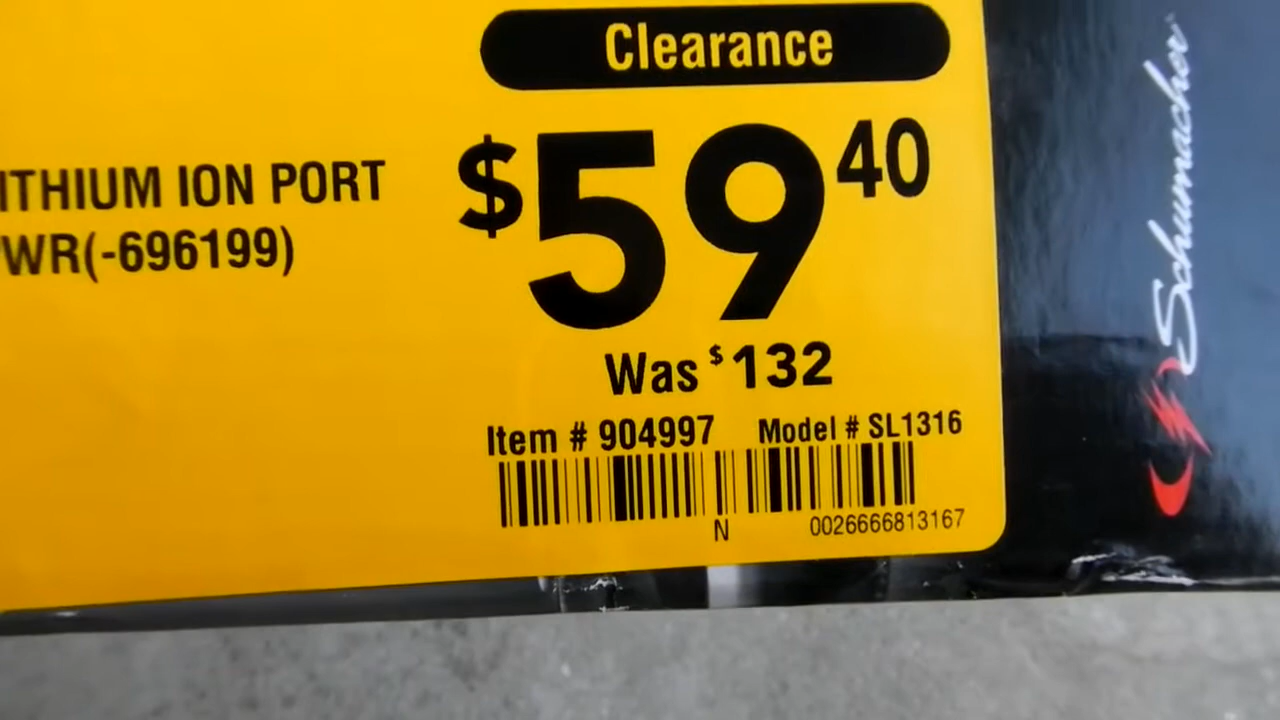 Clearance
$59 40
ITHIUM ION PORT
WR(-696199)
Was $132
Item # 904997 Model # SL1316
N 0026666813167
Schumacher